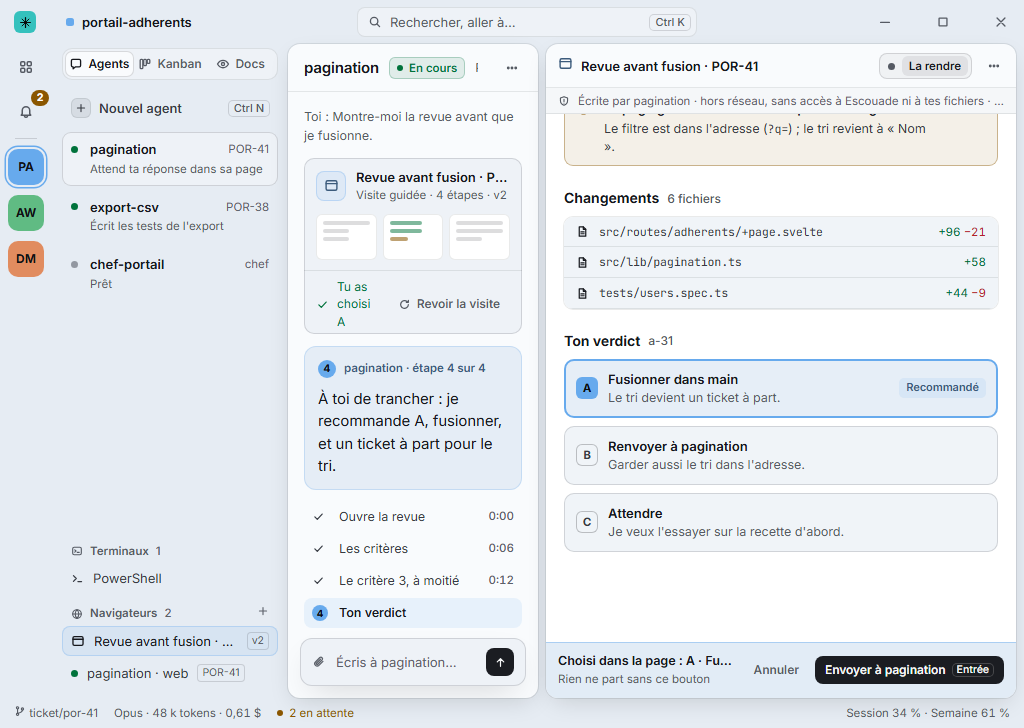 portail-adherents
Rechercher, aller à...
Ctrl K
2
PA
AW
DM
Agents
Kanban
Docs
Nouvel agent
Ctrl N
pagination
POR-41
Attend ta réponse dans sa page
export-csv
POR-38
Écrit les tests de l'export
chef-portail
chef
Prêt
Terminaux 1
PowerShell
Navigateurs 2
Revue avant fusion · ...
v2
pagination · web
POR-41
pagination
En cours
Toi : Montre-moi la revue avant que
je fusionne.
Revue avant fusion · P...
Visite guidée · 4 étapes · v2
Tu as
choisi
A
Revoir la visite
4 pagination · étape 4 sur 4
À toi de trancher : je
recommande A, fusionner,
et un ticket à part pour le
tri.
Ouvre la revue 0:00
Les critères 0:06
Le critère 3, à moitié 0:12
4 Ton verdict
Écris à pagination...
Revue avant fusion · POR-41
La rendre
Écrite par pagination · hors réseau, sans accès à Escouade ni à tes fichiers · ...
Le filtre est dans l'adresse (?q=) ; le tri revient à « Nom
».
Changements 6 fichiers
src/routes/adherents/+page.svelte +96 −21
src/lib/pagination.ts +58
tests/users.spec.ts +44 −9
Ton verdict a-31
A Fusionner dans main
Le tri devient un ticket à part.
Recommandé
B Renvoyer à pagination
Garder aussi le tri dans l'adresse.
C Attendre
Je veux l'essayer sur la recette d'abord.
Choisi dans la page : A · Fu...
Rien ne part sans ce bouton
Annuler
Envoyer à pagination Entrée
ticket/por-41
Opus · 48 k tokens · 0,61 $
2 en attente
Session 34 % · Semaine 61 %